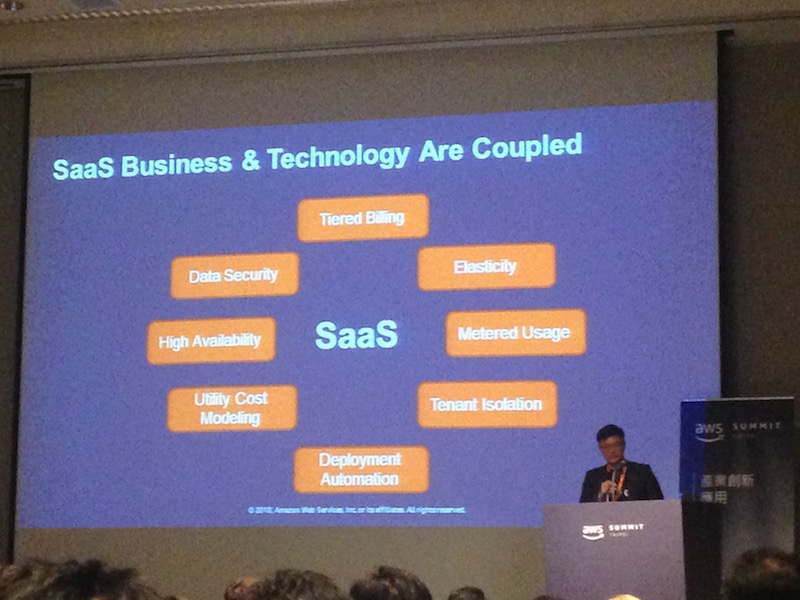 SaaS Business & Technology Are Coupled
Tiered Billing
Data Security
Elasticity
High Availability
SaaS
Metered Usage
Utility Cost
Modeling
Tenant Isolation
Deployment
Automation
© 2018, Amazon Web Services, Inc. or its affiliates. All rights reserved.
aws SUMMIT
產業創新
應用
aws SUMMIT
TAIPEI